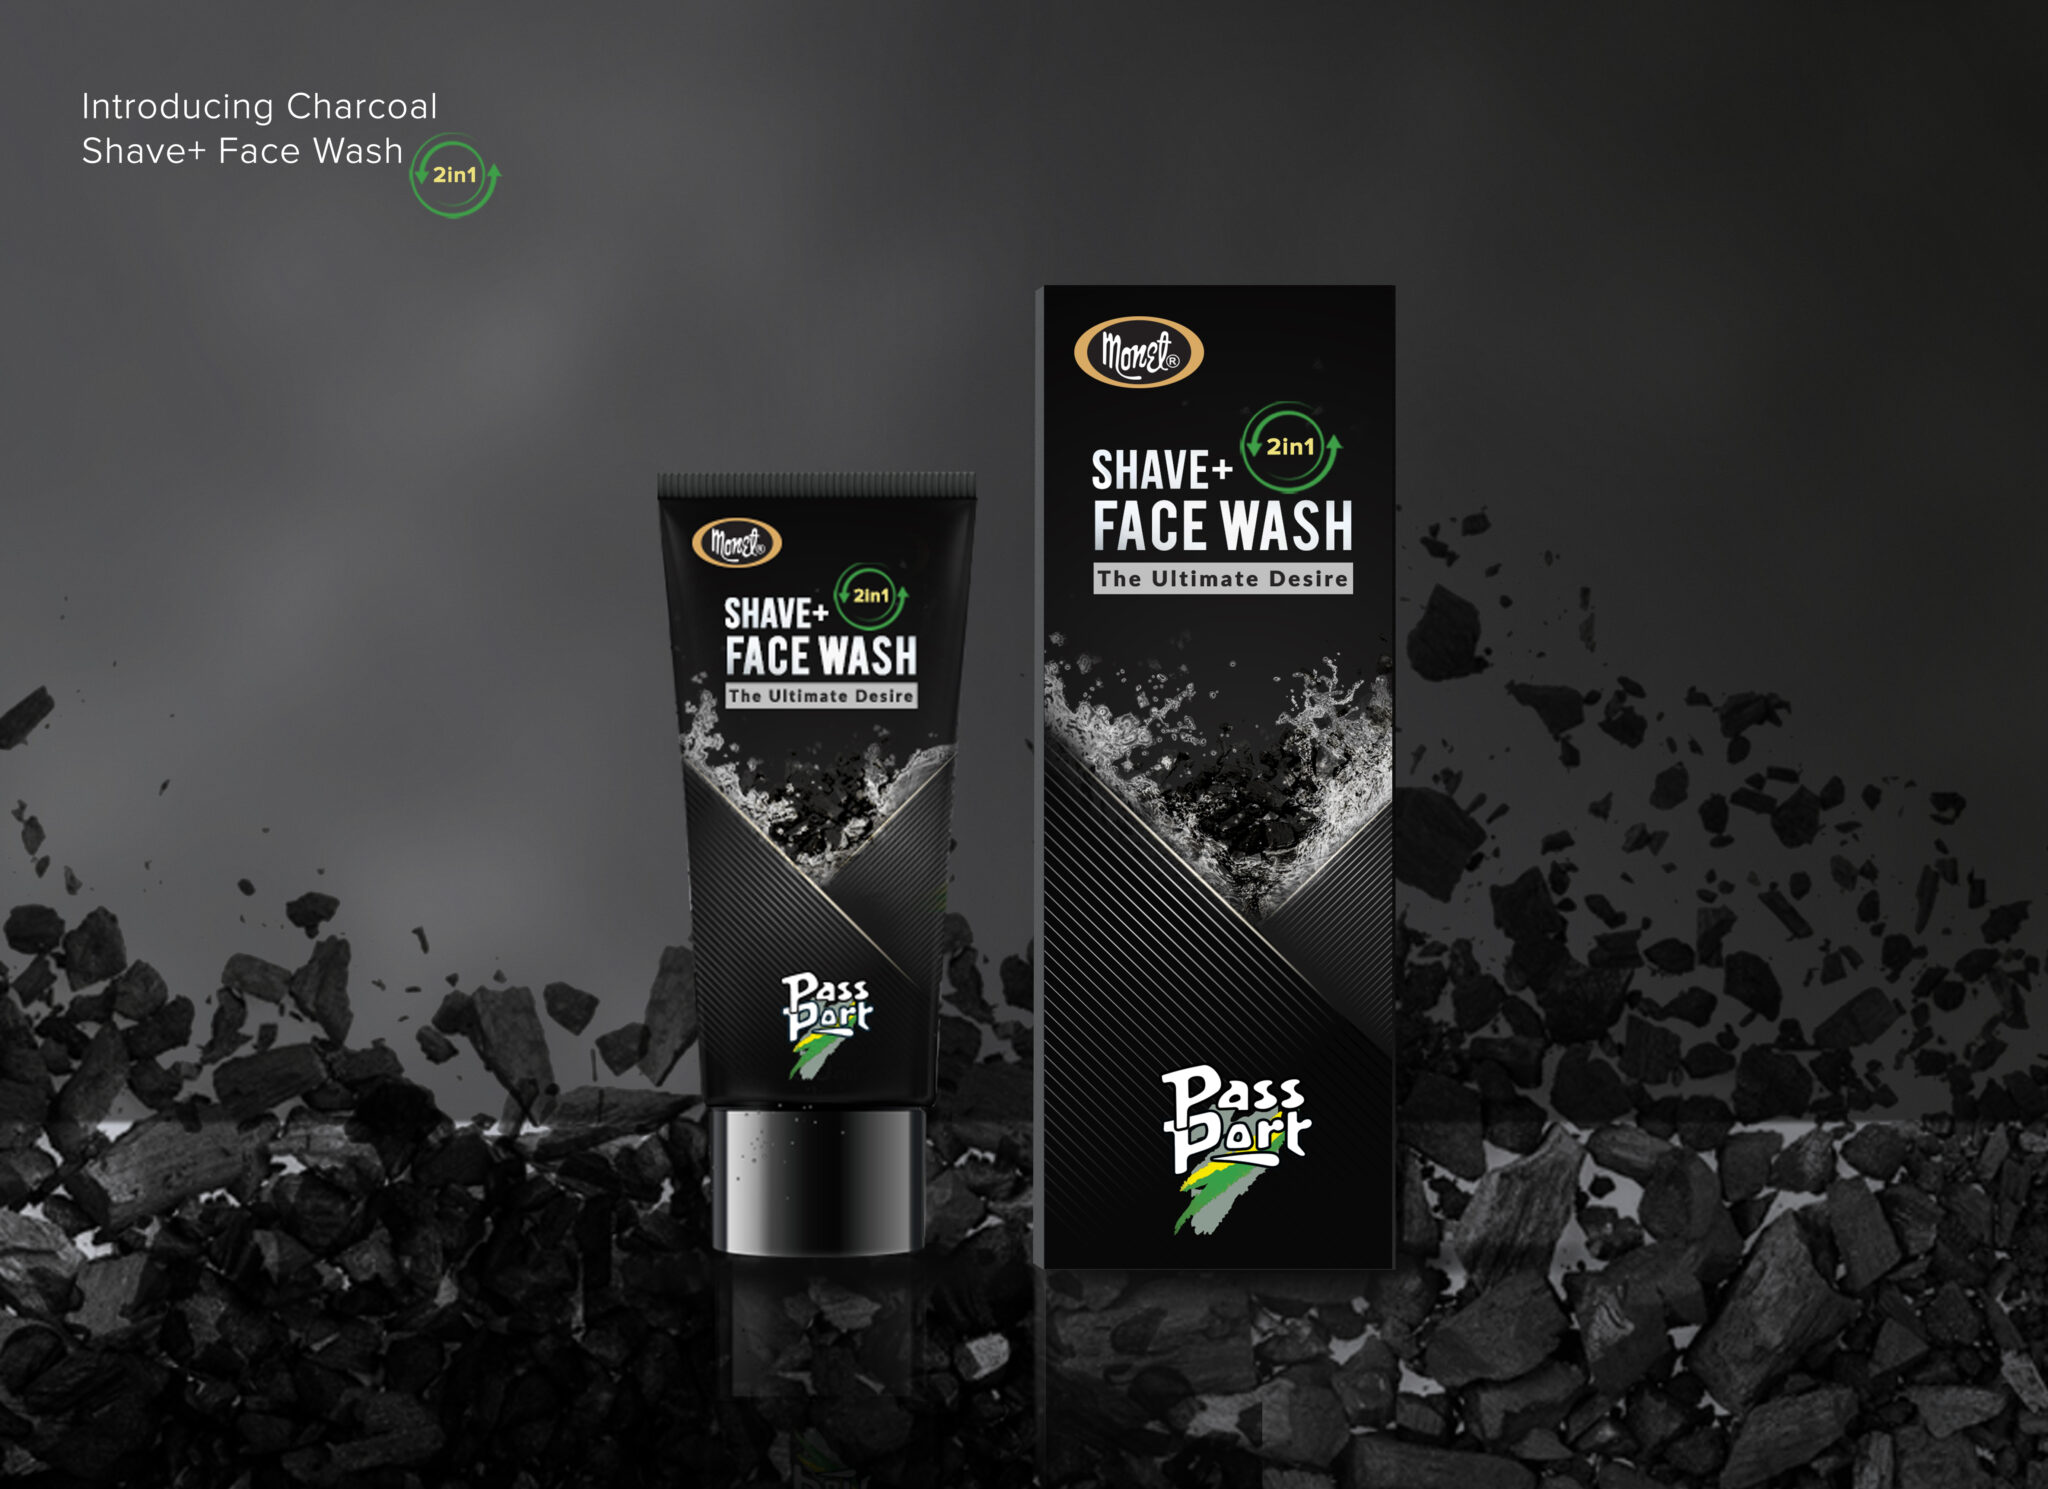 Introducing Charcoal
Shave+ Face Wash
2in1
Monet®
2in1
SHAVE+
FACE WASH
The Ultimate Desire
Pass
Port
Monet®
2in1
SHAVE+
FACE WASH
The Ultimate Desire
Pass
Port